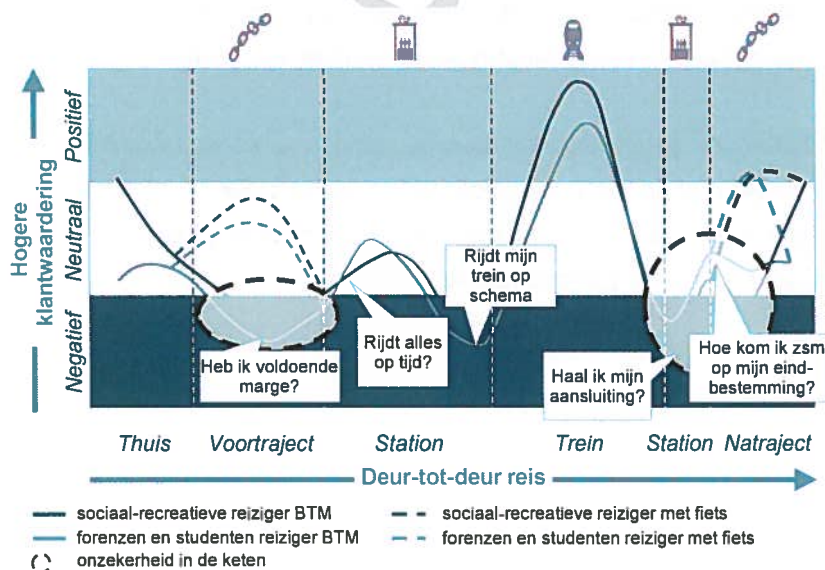 Hogere
klantwaardering
Positief
Neutraal
Negatief
Heb ik voldoende
marge?
Rijdt alles
op tijd?
Rijdt mijn
trein op
schema
Haal ik mijn
aansluiting?
Hoe kom ik zsm
op mijn eind-
bestemming?
Thuis
Voortraject
Station
Trein
Station
Natraject
Deur-tot-deur reis
sociaal-recreatieve reiziger BTM
sociaal-recreatieve reiziger met fiets
forenzen en studenten reiziger BTM
forenzen en studenten reiziger met fiets
onzekerheid in de keten